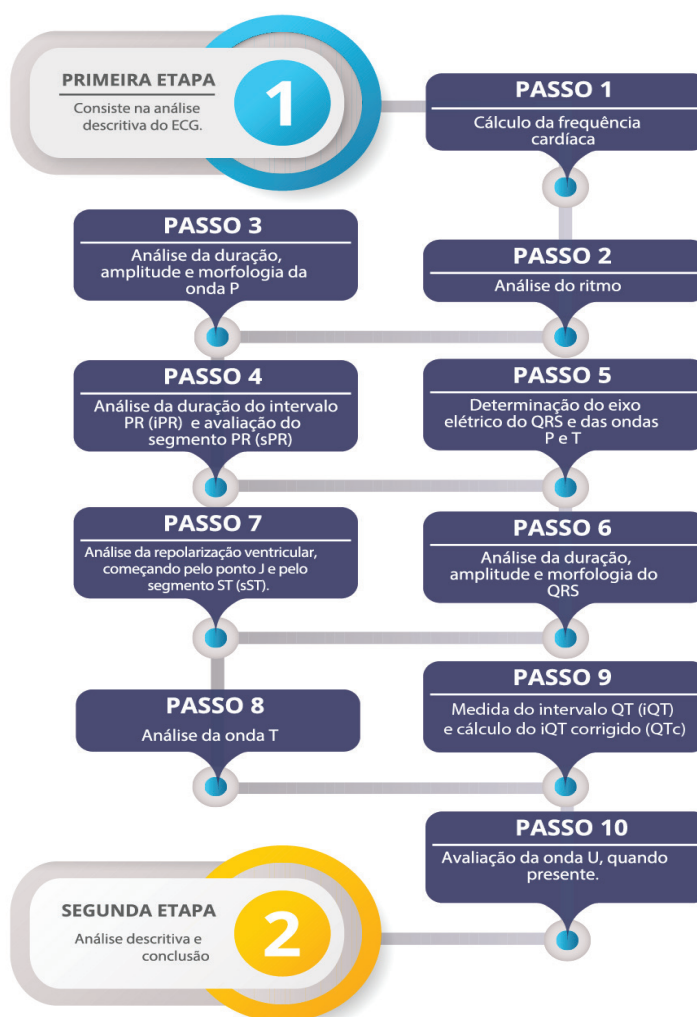 PRIMEIRA ETAPA
Consiste na análise
descritiva do ECG.
1
PASSO 1
Cálculo da frequência
cardíaca
PASSO 2
Análise do ritmo
PASSO 3
Análise da duração,
amplitude e morfologia da
onda P
PASSO 4
Análise da duração do intervalo
PR (iPR) e avaliação do
segmento PR (sPR)
PASSO 5
Determinação do eixo
elétrico do QRS e das ondas
P e T
PASSO 6
Análise da duração,
amplitude e morfologia do
QRS
PASSO 7
Análise da repolarização ventricular,
começando pelo ponto J e pelo
segmento ST (sST).
PASSO 8
Análise da onda T
PASSO 9
Medida do intervalo QT (iQT)
e cálculo do iQT corrigido (QTc)
PASSO 10
Avaliação da onda U, quando
presente.
SEGUNDA ETAPA
Análise descritiva e
conclusão
2